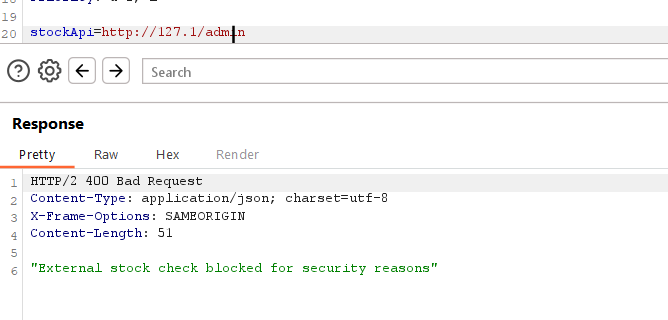 19
20 stockApi=http://127.1/admin
Search
Response
Pretty Raw Hex Render
1 HTTP/2 400 Bad Request
2 Content-Type: application/json; charset=utf-8
3 X-Frame-Options: SAMEORIGIN
4 Content-Length: 51
5
6 "External stock check blocked for security reasons"